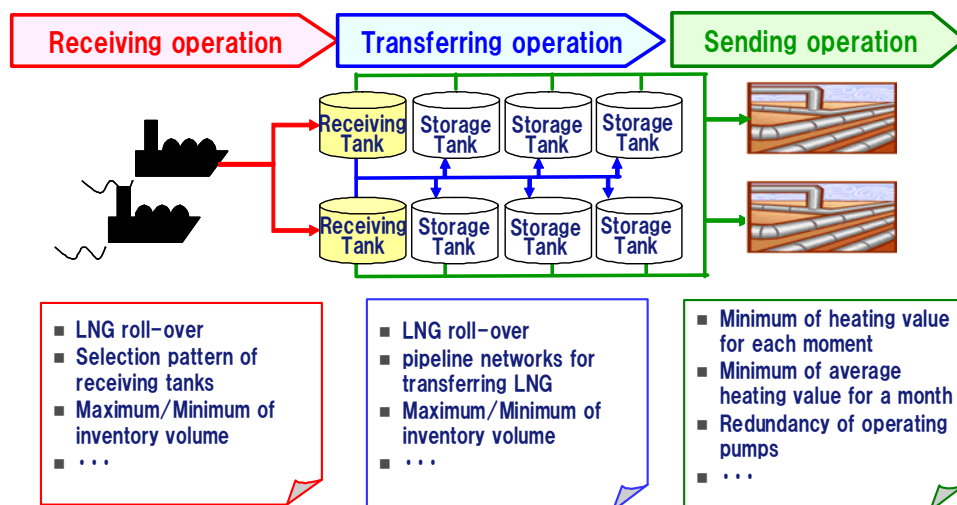 Receiving operation
Transferring operation
Sending operation
Receiving
Tank
Storage
Tank
Storage
Tank
Storage
Tank
Receiving
Tank
Storage
Tank
Storage
Tank
Storage
Tank
■ LNG roll-over
■ Selection pattern of
receiving tanks
■ Maximum/Minimum of
inventory volume
■ ・・・
■ LNG roll-over
■ pipeline networks for
transferring LNG
■ Maximum/Minimum of
inventory volume
■ ・・・
■ Minimum of heating value
for each moment
■ Minimum of average
heating value for a month
■ Redundancy of operating
pumps
■ ・・・